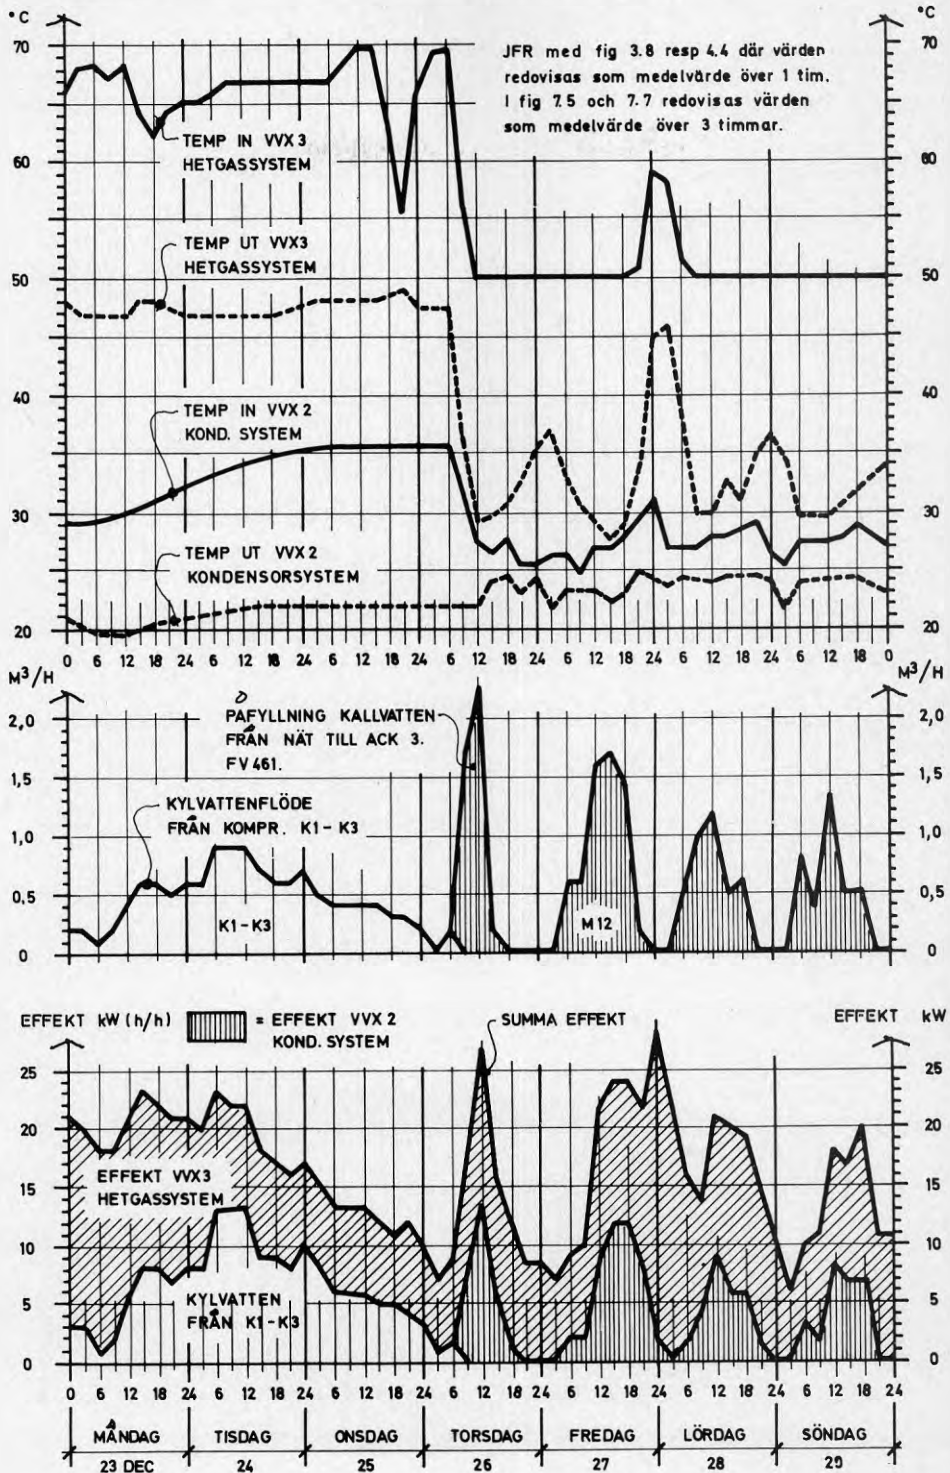 °C
°C
70
60
50
40
30
20
70
60
50
40
30
20
JFR med fig 3.8 resp 4.4 där värden
redovisas som medelvärde över 1 tim.
I fig 7.5 och 7.7 redovisas värden
som medelvärde över 3 timmar.
TEMP IN VVX3
HETGASSYSTEM
TEMP UT VVX3
HETGASSYSTEM
TEMP IN VVX 2
KOND. SYSTEM
TEMP UT VVX 2
KONDENSORSYSTEM
0 6 12 18 24 6 12 18 24 6 12 18 24 6 12 18 24 6 12 18 24 6 12 18 24 6 12 18 0
M³/H
M³/H
2,0
1,5
1,0
0,5
0
2,0
1,5
1,0
0,5
0
PAFYLLNING KALLVATTEN
FRÅN NÄT TILL ACK 3.
FV 461.
KYLVATTENFLÖDE
FRÅN KOMPR. K1-K3
K1-K3
M 12
EFFEKT kW (h/h)
= EFFEKT VVX 2
KOND. SYSTEM
SUMMA EFFEKT
EFFEKT kW
25
20
15
10
5
0
25
20
15
10
5
0
EFFEKT VVX3
HETGASSYSTEM
KYLVATTEN
FRÅN K1-K3
0 6 12 18 24 6 12 18 24 6 12 18 24 6 12 18 24 6 12 18 24 6 12 18 24 6 12 18 24
MÅNDAG TISDAG ONSDAG TORSDAG FREDAG LÖRDAG SÖNDAG
23 DEC 24 25 26 27 28 29